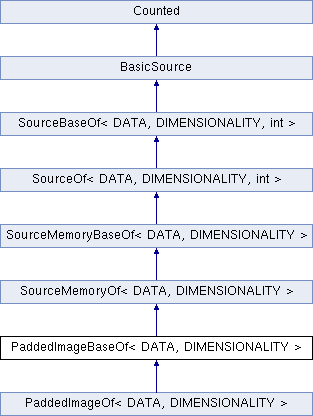 Counted
BasicSource
SourceBaseOf< DATA, DIMENSIONALITY, int >
SourceOf< DATA, DIMENSIONALITY, int >
SourceMemoryBaseOf< DATA, DIMENSIONALITY >
SourceMemoryOf< DATA, DIMENSIONALITY >
PaddedImageBaseOf< DATA, DIMENSIONALITY >
PaddedImageOf< DATA, DIMENSIONALITY >